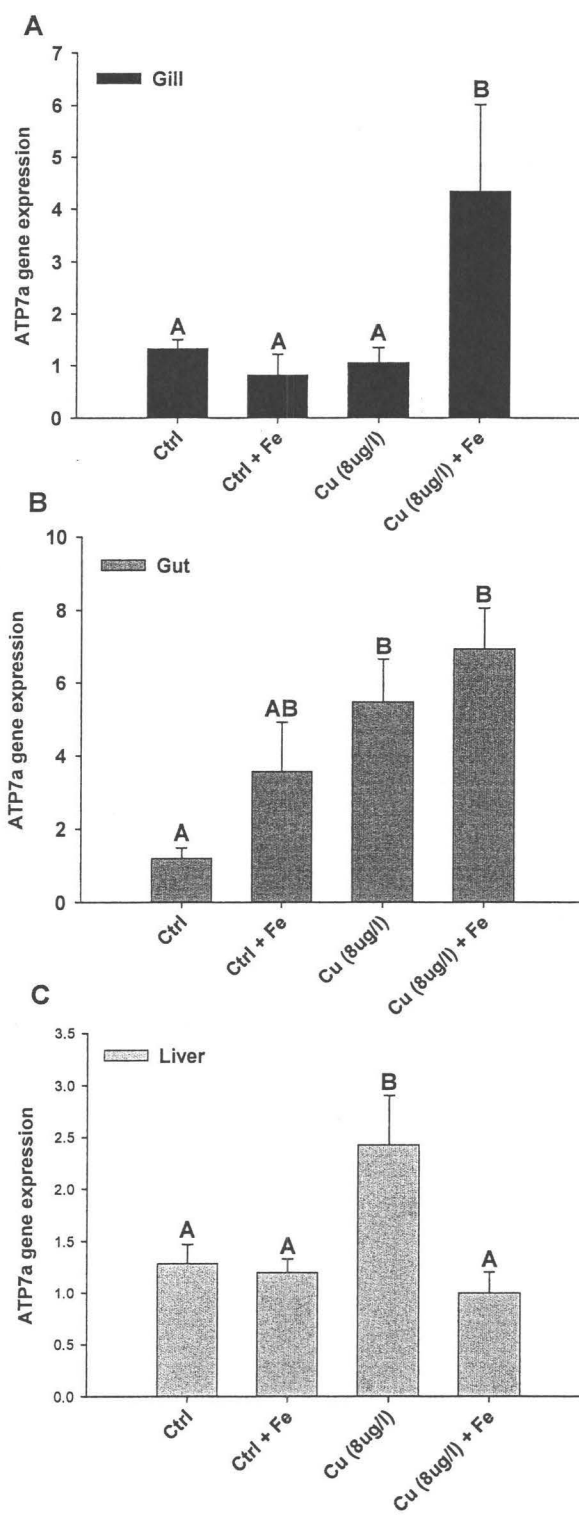 A
7
Gill
B
6
5
4
3
2
A
A
A
1
0
ATP7a gene expression
Ctrl
Ctrl + Fe
Cu (8ug/l)
Cu (8ug/l) + Fe
B
10
Gut
B
8
B
6
AB
4
2
A
0
ATP7a gene expression
Ctrl
Ctrl + Fe
Cu (8ug/l)
Cu (8ug/l) + Fe
C
3.5
Liver
B
3.0
2.5
2.0
A
A
A
1.5
1.0
0.5
0.0
ATP7a gene expression
Ctrl
Ctrl + Fe
Cu (8ug/l)
Cu (8ug/l) + Fe